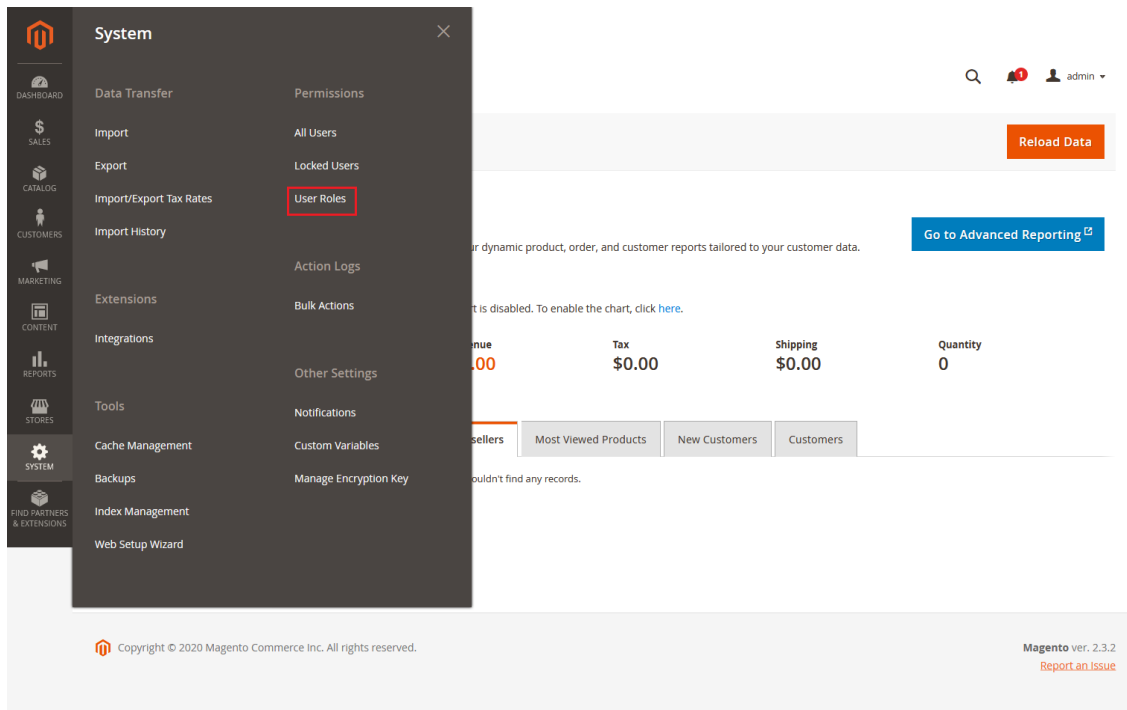 System
DASHBOARD
SALES
CATALOG
CUSTOMERS
MARKETING
CONTENT
REPORTS
STORES
SYSTEM
FIND PARTNERS
& EXTENSIONS
Data Transfer
Import
Export
Import/Export Tax Rates
Import History
Extensions
Integrations
Tools
Cache Management
Backups
Index Management
Web Setup Wizard
Permissions
All Users
Locked Users
User Roles
Action Logs
Bulk Actions
Other Settings
Notifications
Custom Variables
Manage Encryption Key
1
admin
Reload Data
dynamic product, order, and customer reports tailored to your customer data.
Go to Advanced Reporting
is disabled. To enable the chart, click here.
Tax
Shipping
Quantity
.00
$0.00
$0.00
0
Most Viewed Products
New Customers
Customers
find any records.
Copyright © 2020 Magento Commerce Inc. All rights reserved.
Magento ver. 2.3.2
Report an Issue